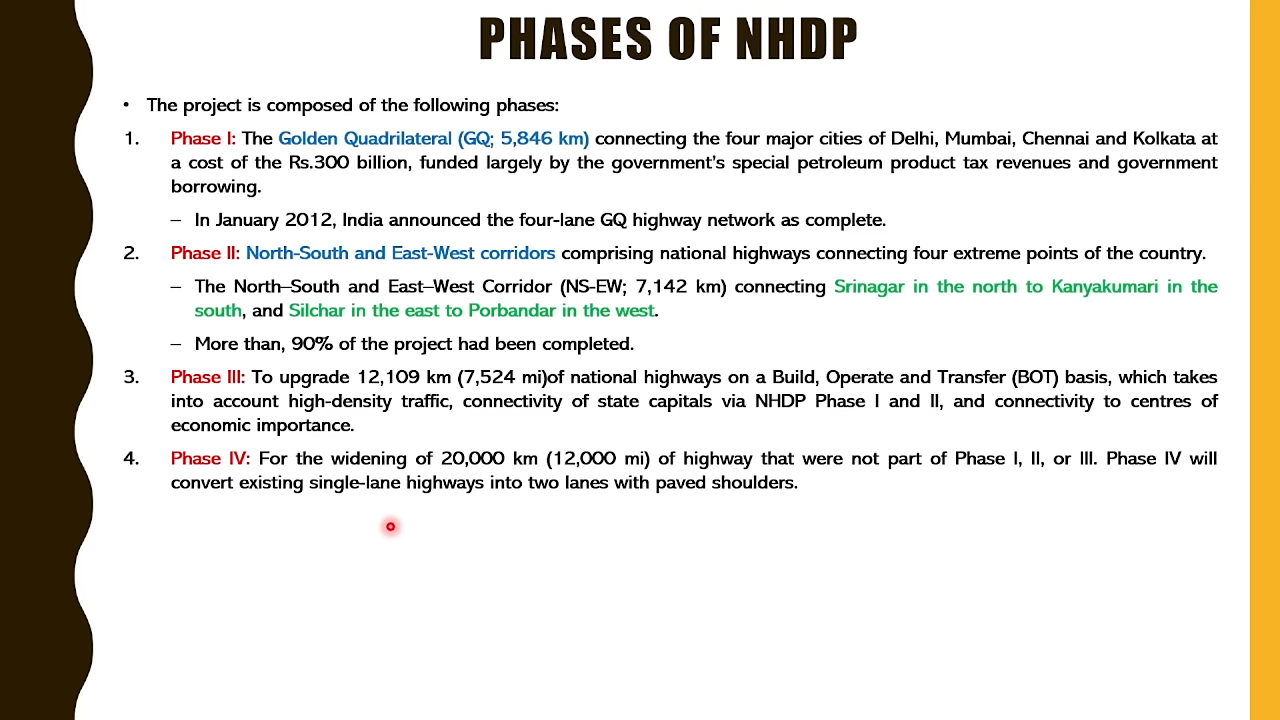 PHASES OF NHDP
• The project is composed of the following phases:
1. Phase I: The Golden Quadrilateral (GQ; 5,846 km) connecting the four major cities of Delhi, Mumbai, Chennai and Kolkata at
a cost of the Rs.300 billion, funded largely by the government's special petroleum product tax revenues and government
borrowing.
– In January 2012, India announced the four-lane GQ highway network as complete.
2. Phase II: North-South and East-West corridors comprising national highways connecting four extreme points of the country.
– The North–South and East–West Corridor (NS-EW; 7,142 km) connecting Srinagar in the north to Kanyakumari in the
south, and Silchar in the east to Porbandar in the west.
– More than, 90% of the project had been completed.
3. Phase III: To upgrade 12,109 km (7,524 mi)of national highways on a Build, Operate and Transfer (BOT) basis, which takes
into account high-density traffic, connectivity of state capitals via NHDP Phase I and II, and connectivity to centres of
economic importance.
4. Phase IV: For the widening of 20,000 km (12,000 mi) of highway that were not part of Phase I, II, or III. Phase IV will
convert existing single-lane highways into two lanes with paved shoulders.